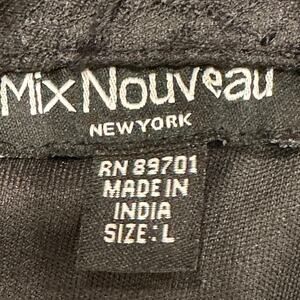 Mix Nouveau
NEW YORK
RN 89701
MADE IN
INDIA
SIZE: L